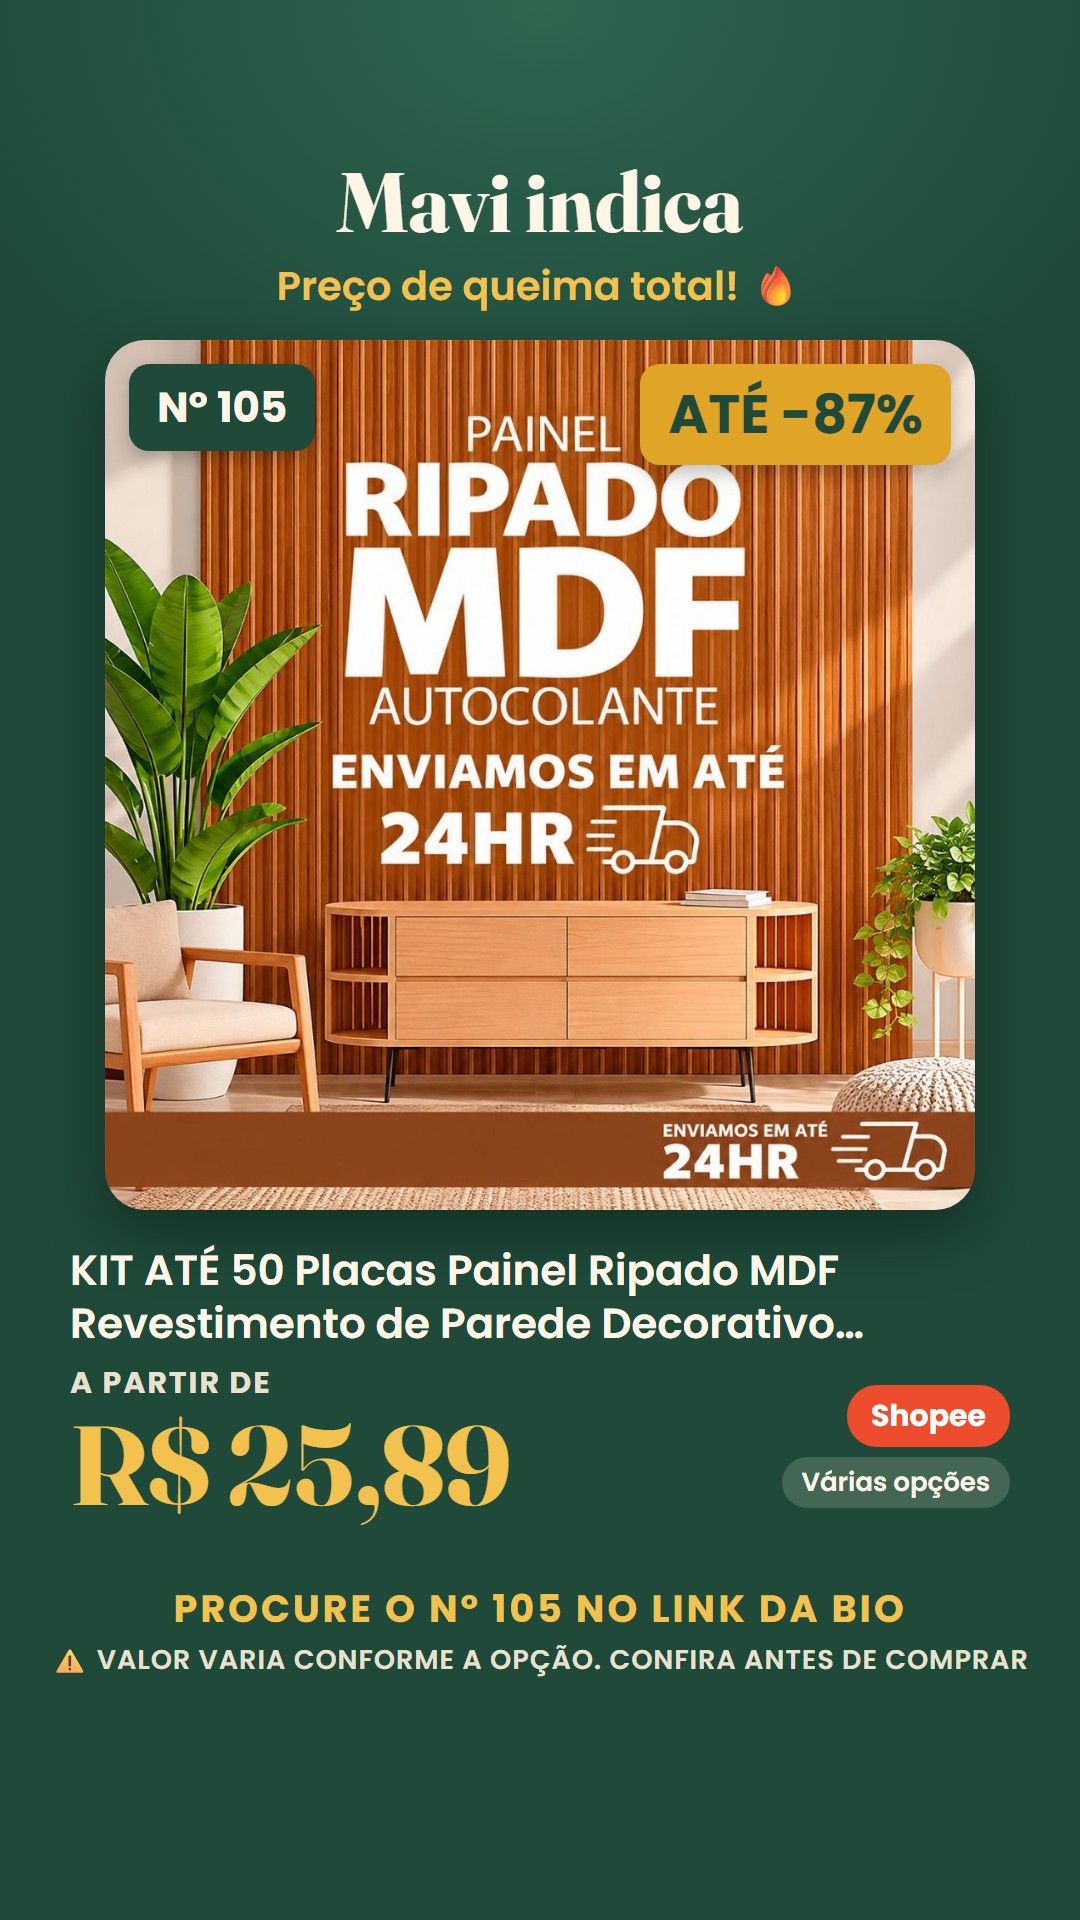 Mavi indica
Preço de queima total! 🔥
Nº 105
ATÉ -87%
PAINEL
RIPADO
MDF
AUTOCOLANTE
ENVIAMOS EM ATÉ
24HR
ENVIAMOS EM ATÉ
24HR
KIT ATÉ 50 Placas Painel Ripado MDF
Revestimento de Parede Decorativo...
A PARTIR DE
R$ 25,89
Shopee
Várias opções
PROCURE O Nº 105 NO LINK DA BIO
⚠️ VALOR VARIA CONFORME A OPÇÃO. CONFIRA ANTES DE COMPRAR